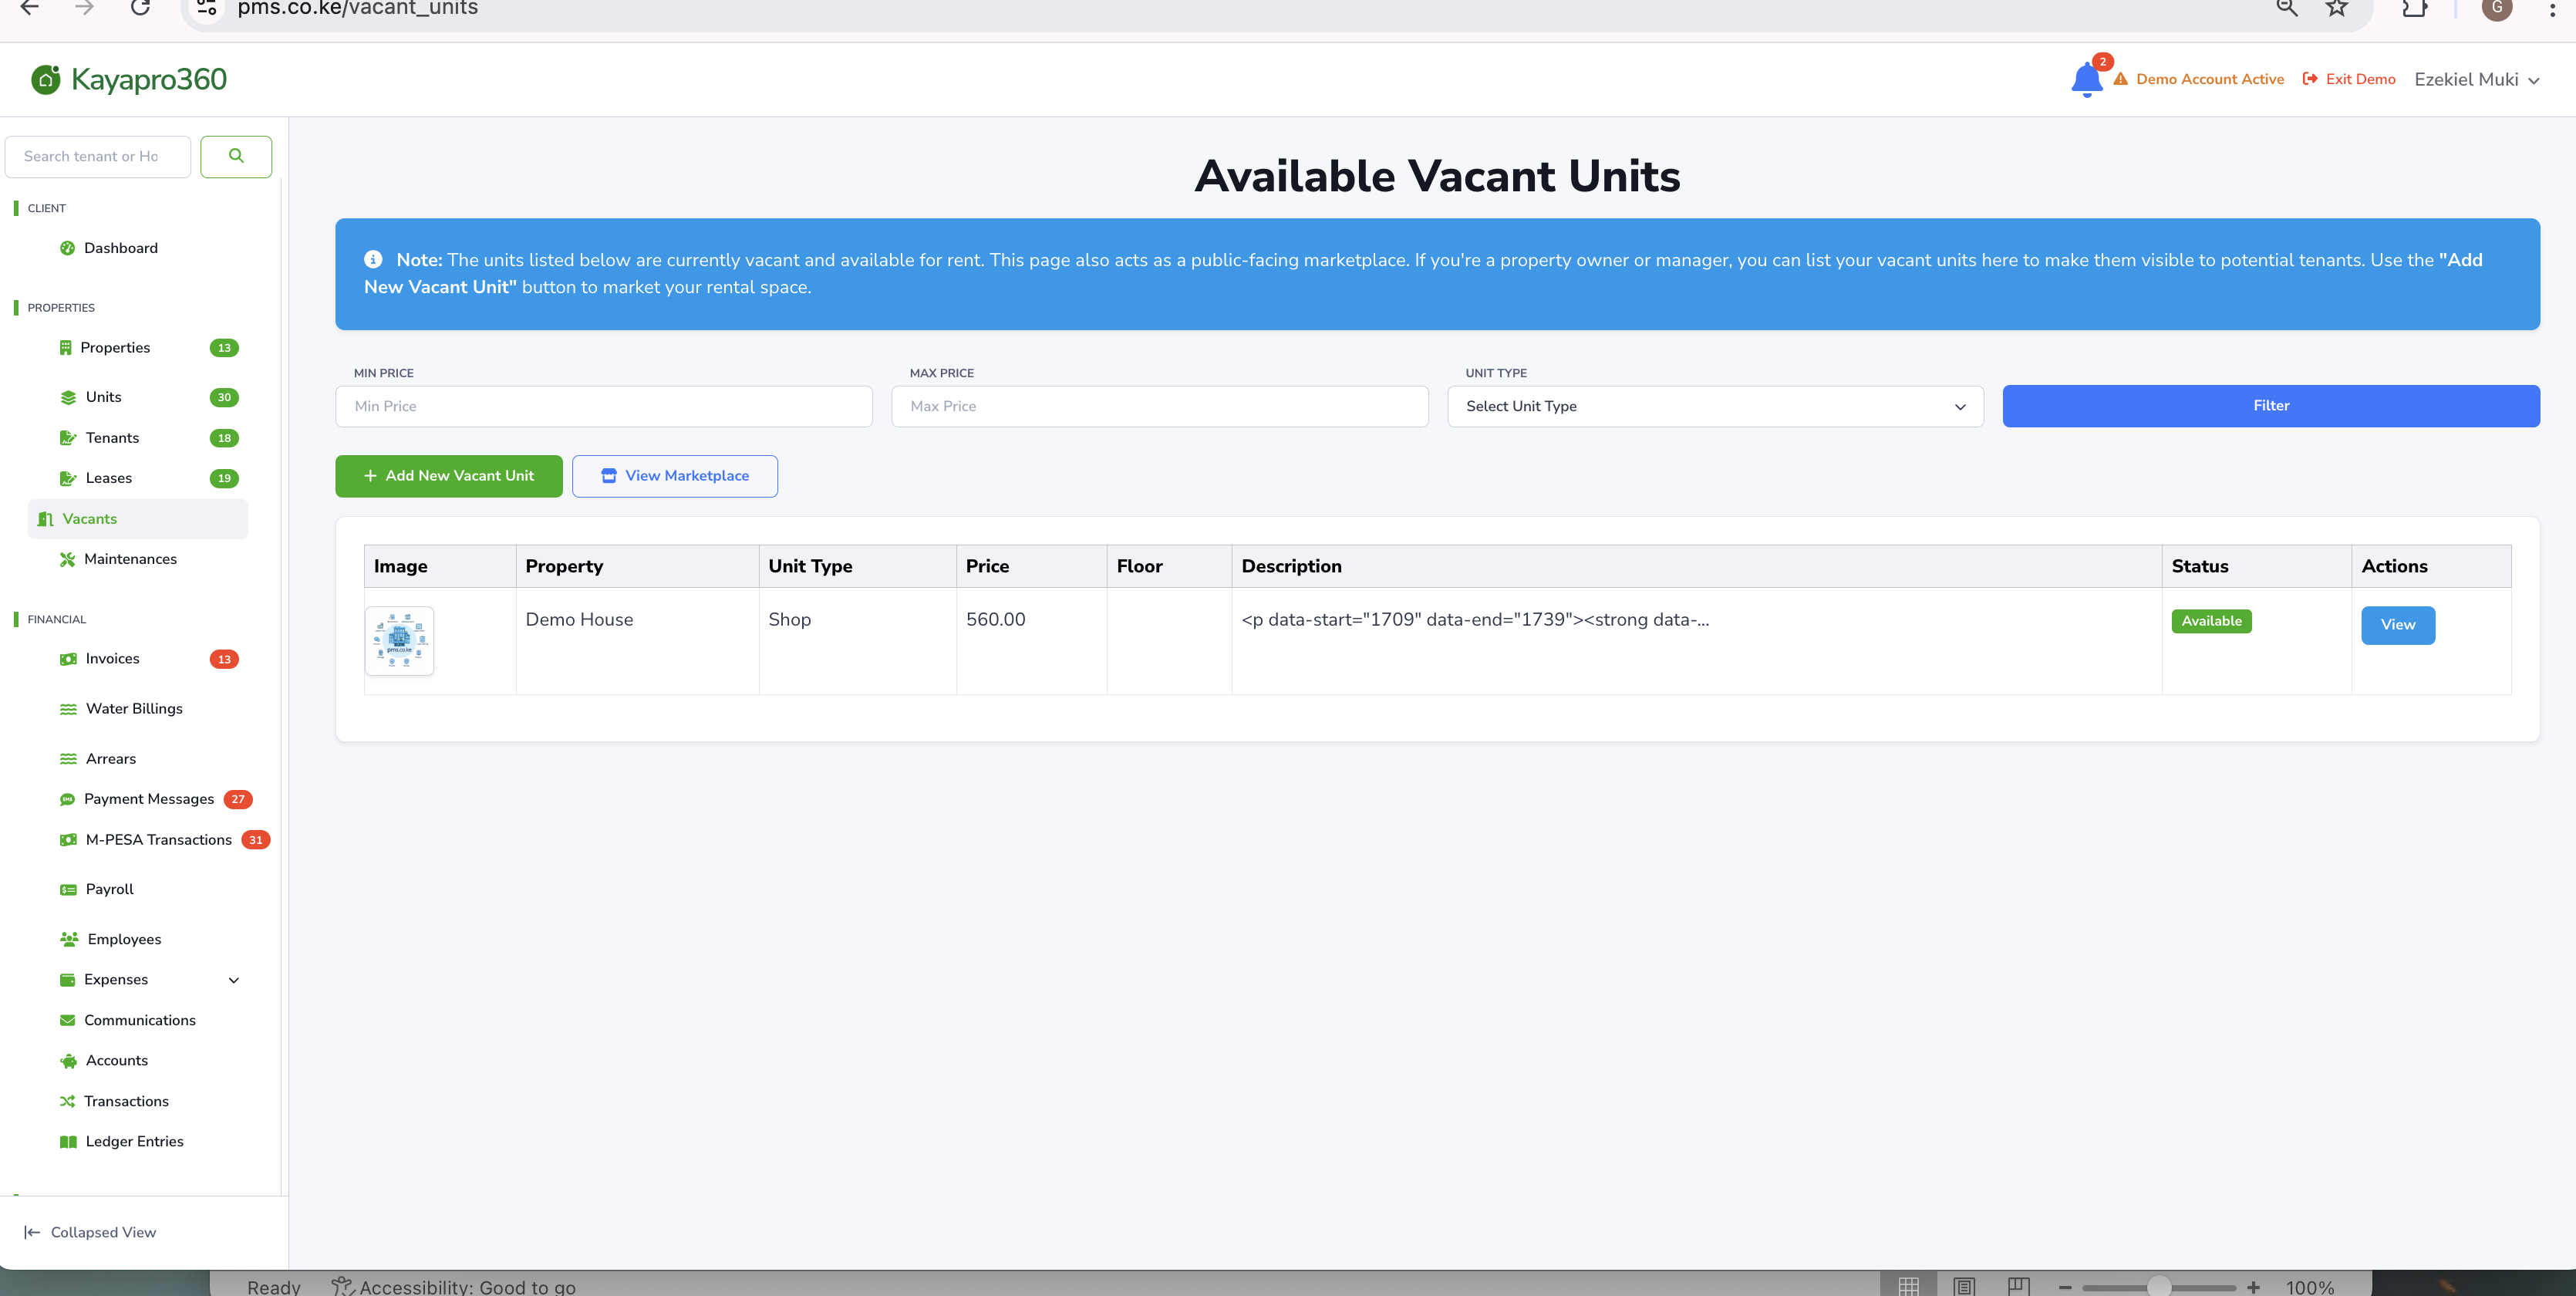 pms.co.ke/vacant_units
G
Kayapro360
2
Demo Account Active
Exit Demo
Ezekiel Muki
Search tenant or Ho
CLIENT
Dashboard
PROPERTIES
Properties 13
Units 30
Tenants 18
Leases 19
Vacants
Maintenances
FINANCIAL
Invoices 13
Water Billings
Arrears
Payment Messages 27
M-PESA Transactions 31
Payroll
Employees
Expenses
Communications
Accounts
Transactions
Ledger Entries
Collapsed View
Available Vacant Units
Note: The units listed below are currently vacant and available for rent. This page also acts as a public-facing marketplace. If you're a property owner or manager, you can list your vacant units here to make them visible to potential tenants. Use the "Add
New Vacant Unit" button to market your rental space.
MIN PRICE MAX PRICE UNIT TYPE
Min Price Max Price Select Unit Type Filter
+ Add New Vacant Unit View Marketplace
Image Property Unit Type Price Floor Description Status Actions
pms.co.ke Demo House Shop 560.00 <p data-start="1709" data-end="1739"><strong data-... Available View
Ready Accessibility: Good to go 100%